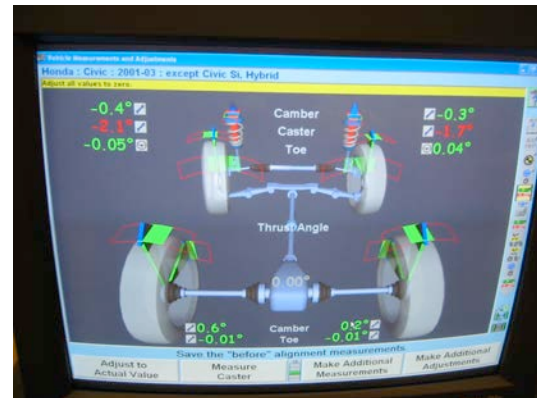 Vehicle Measurements and Adjustments
Honda : Civic : 2001-03 : except Civic Si, Hybrid
Adjust all values to zero.
-0.4° Camber -0.3°
-2.1° Caster -1.7°
-0.05° Toe 0.04°
Thrust Angle
0.00°
0.6° Camber 0.2°
-0.01° Toe -0.01°
Save the "before" alignment measurements.
Adjust to Actual Value
Measure Caster
Make Additional Measurements
Make Additional Adjustments